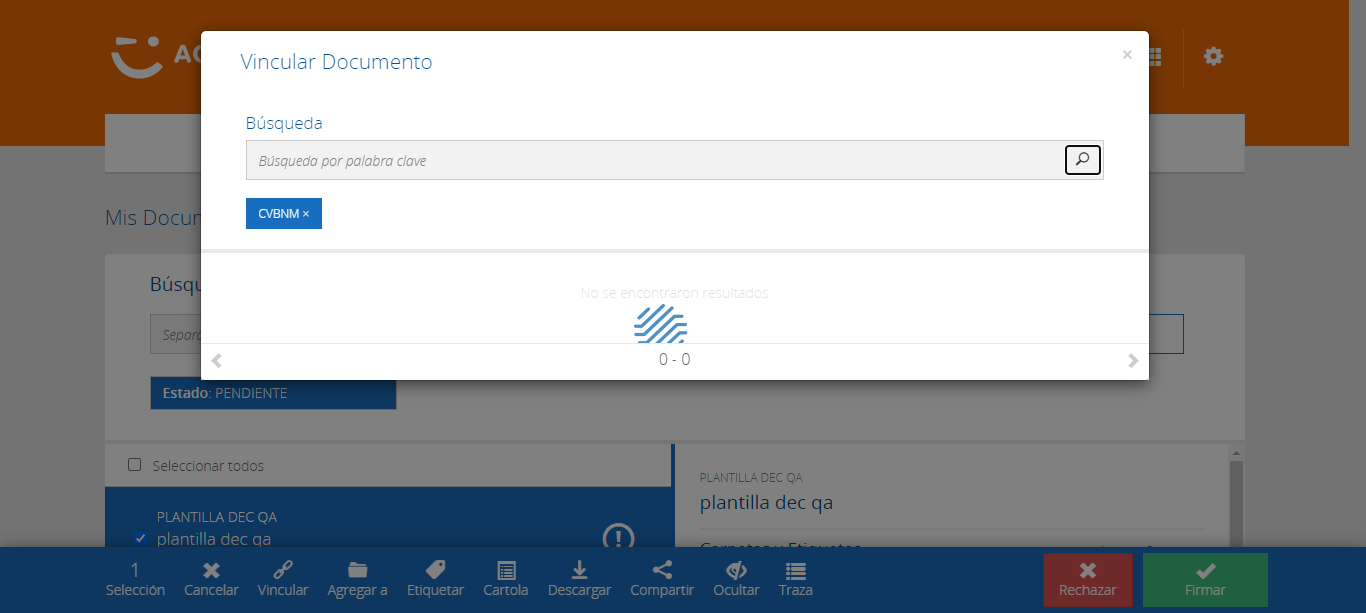 Vincular Documento ×
Búsqueda
Búsqueda por palabra clave
CVBNM ×
Mis
No se encontraron resultados
0 - 0
Estado: PENDIENTE
Seleccionar todos
PLANTILLA DEC QA
plantilla dec qa
PLANTILLA DEC QA
plantilla dec qa
Carpetas y Etiquetas
1
Selección
Cancelar
Vincular
Agregar a
Etiquetar
Cartola
Descargar
Compartir
Ocultar
Traza
Rechazar
Firmar